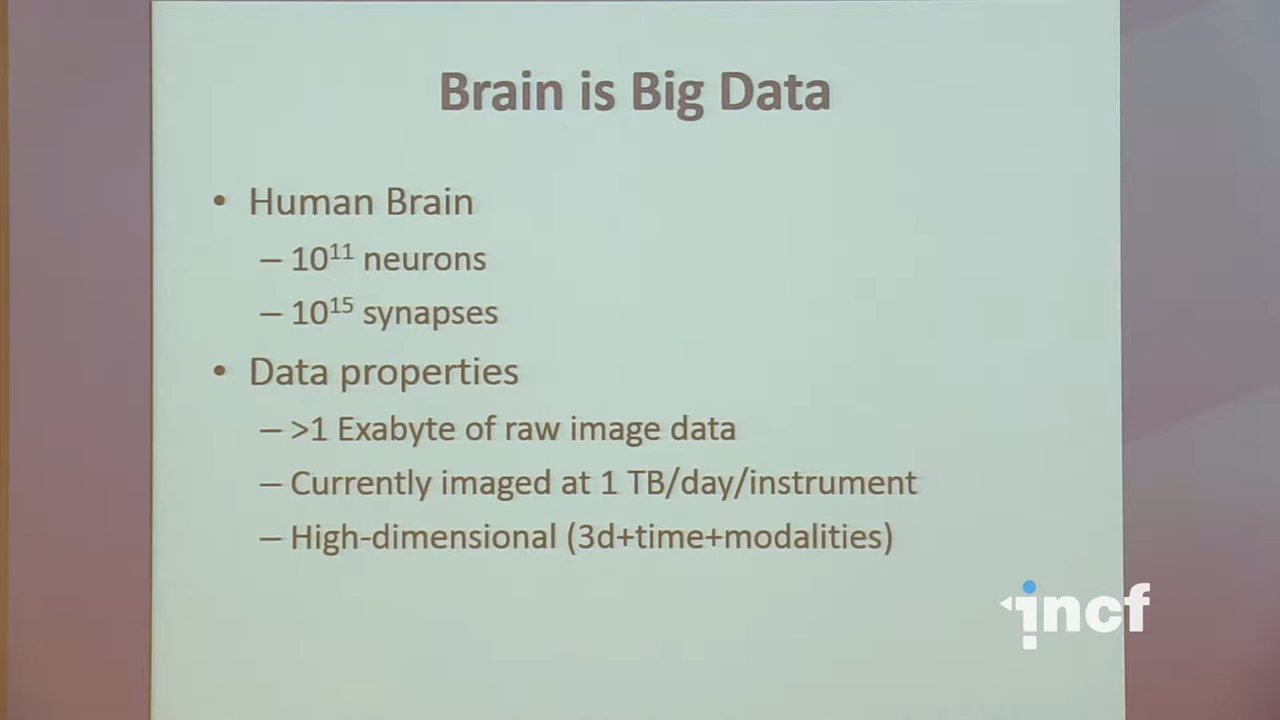 Brain is Big Data
• Human Brain
– 10¹¹ neurons
– 10¹⁵ synapses
• Data properties
– >1 Exabyte of raw image data
– Currently imaged at 1 TB/day/instrument
– High-dimensional (3d+time+modalities)
incf